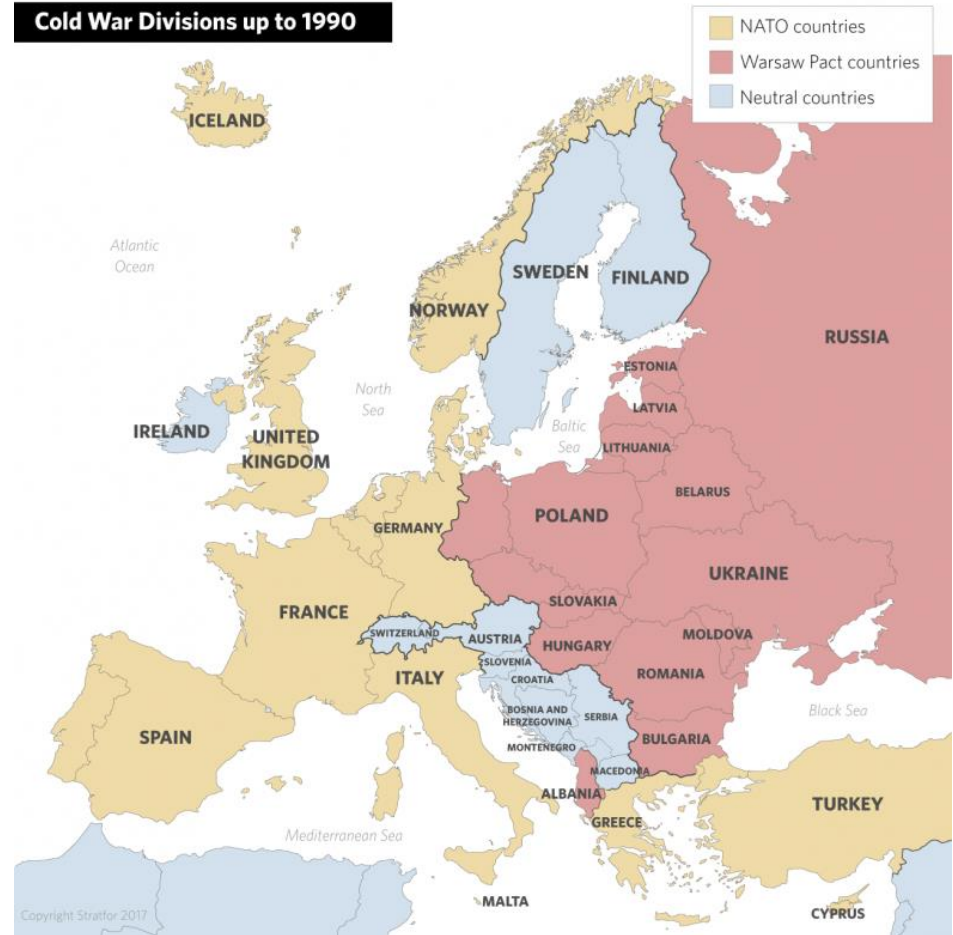 Cold War Divisions up to 1990
NATO countries
Warsaw Pact countries
Neutral countries
ICELAND
Atlantic
Ocean
SWEDEN
FINLAND
NORWAY
RUSSIA
ESTONIA
North
Sea
LATVIA
Baltic
Sea
IRELAND
UNITED
KINGDOM
LITHUANIA
BELARUS
GERMANY
POLAND
UKRAINE
SLOVAKIA
FRANCE
SWITZERLAND
AUSTRIA
HUNGARY
MOLDOVA
SLOVENIA
ITALY
CROATIA
ROMANIA
BOSNIA AND
HERZEGOVINA
SERBIA
Black Sea
SPAIN
MONTENEGRO
BULGARIA
MACEDONIA
ALBANIA
TURKEY
GREECE
Mediterranean Sea
MALTA
CYPRUS
Copyright Stratfor 2017